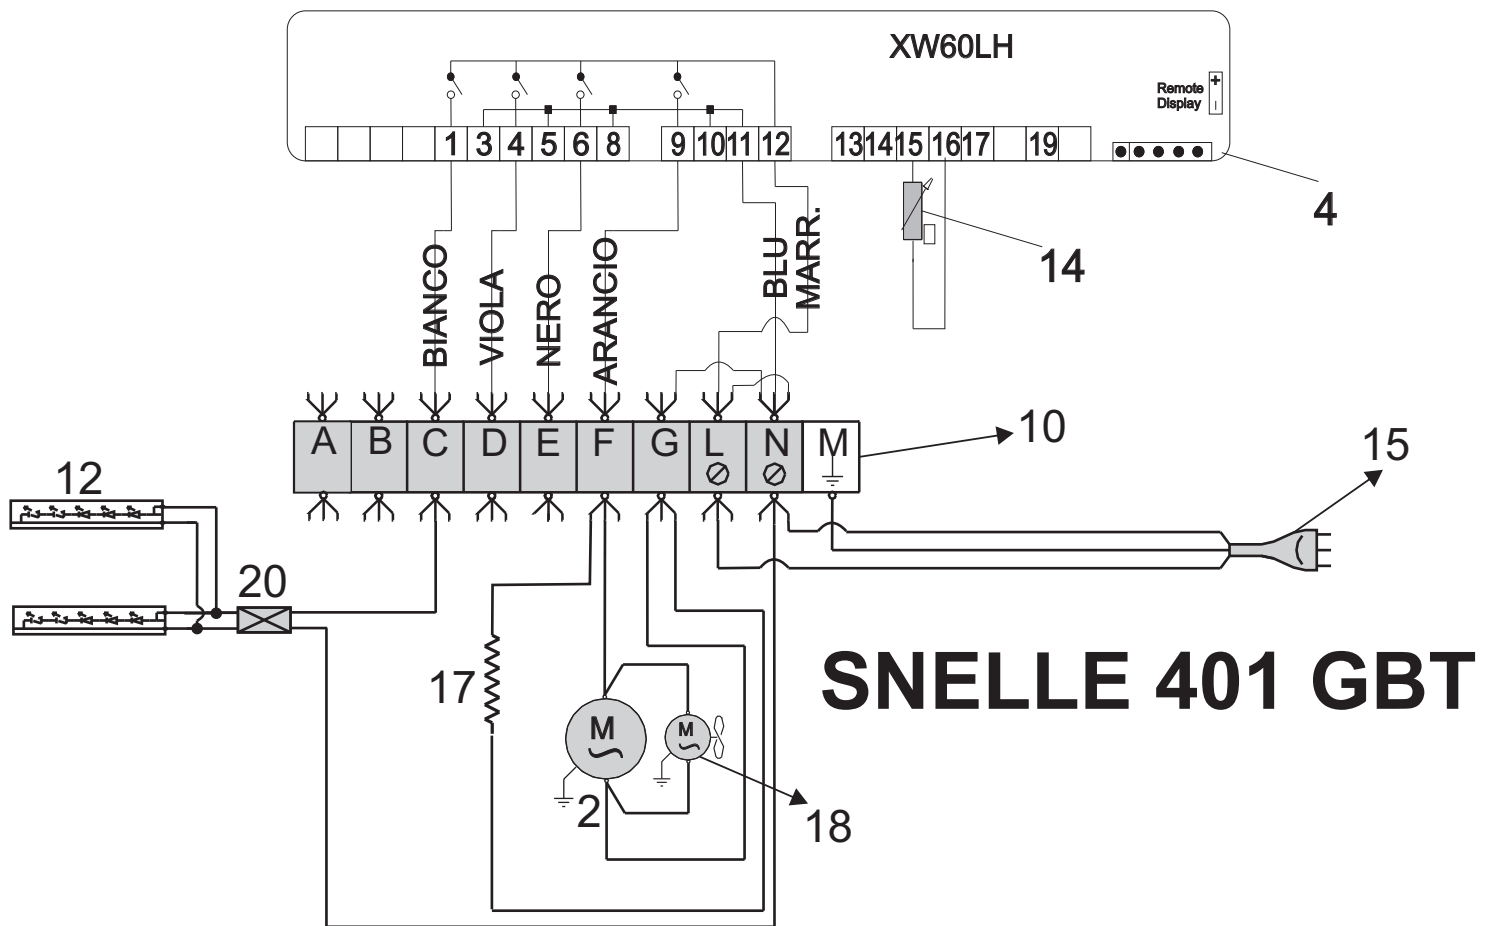 XW60LH
Remote
Display
+
-
1 3 4 5 6 8 9 10 11 12 13 14 15 16 17 19
4
14
BIANCO
VIOLA
NERO
ARANCIO
BLU
MARR.
A B C D E F G L N M
10
15
12
20
17
SNELLE 401 GBT
M
M
2
18